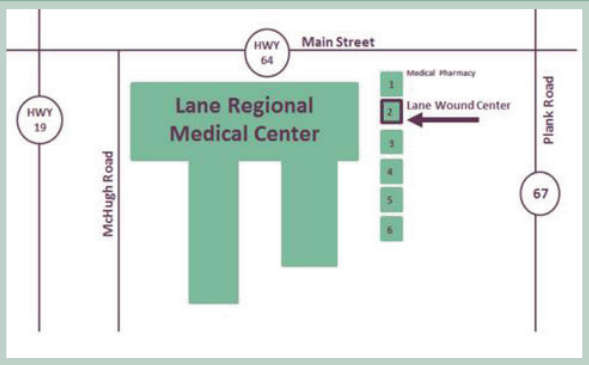 HWY
64
Main Street
HWY
19
McHugh Road
Lane Regional
Medical Center
1
Medical Pharmacy
2
Lane Wound Center
3
4
5
6
Plank Road
67